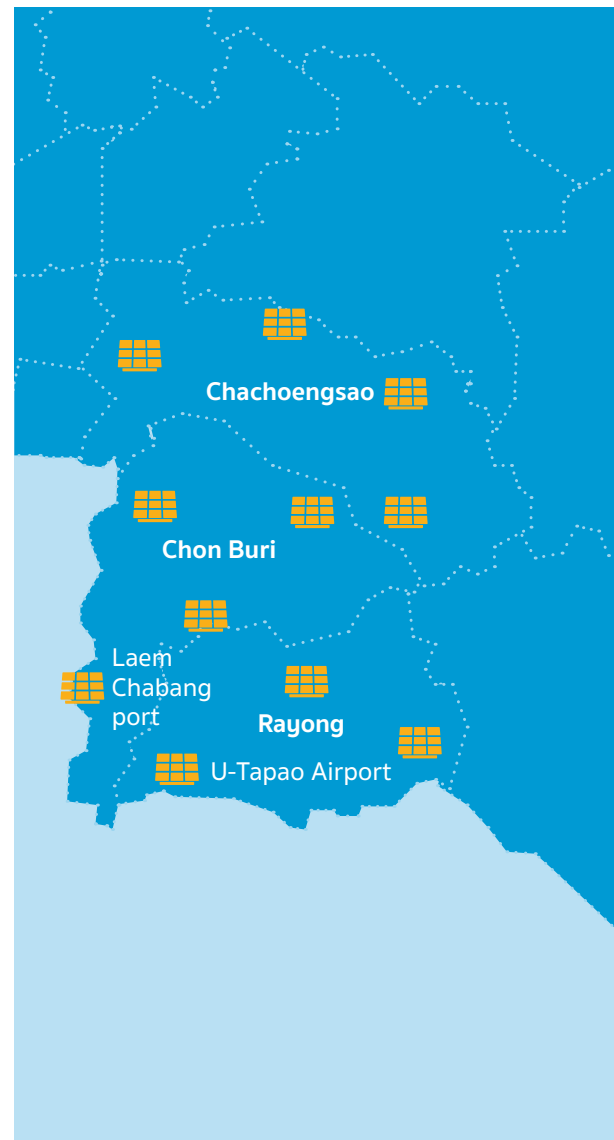 Chachoengsao
Chon Buri
Laem
Chabang
port
Rayong
U-Tapao Airport